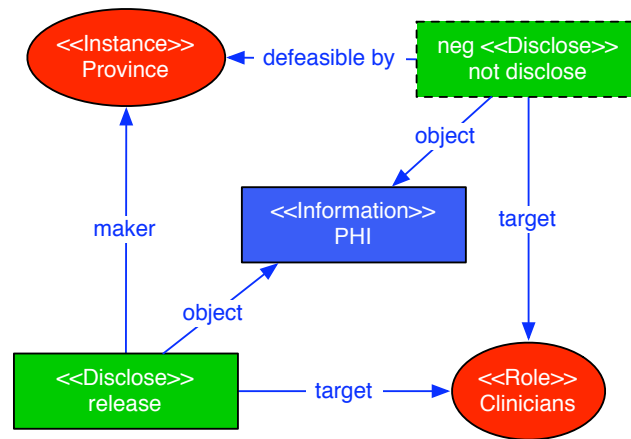 <<Instance>>
Province
defeasible by
neg <<Disclose>>
not disclose
object
<<Information>>
PHI
maker
target
object
<<Disclose>>
release
target
<<Role>>
Clinicians